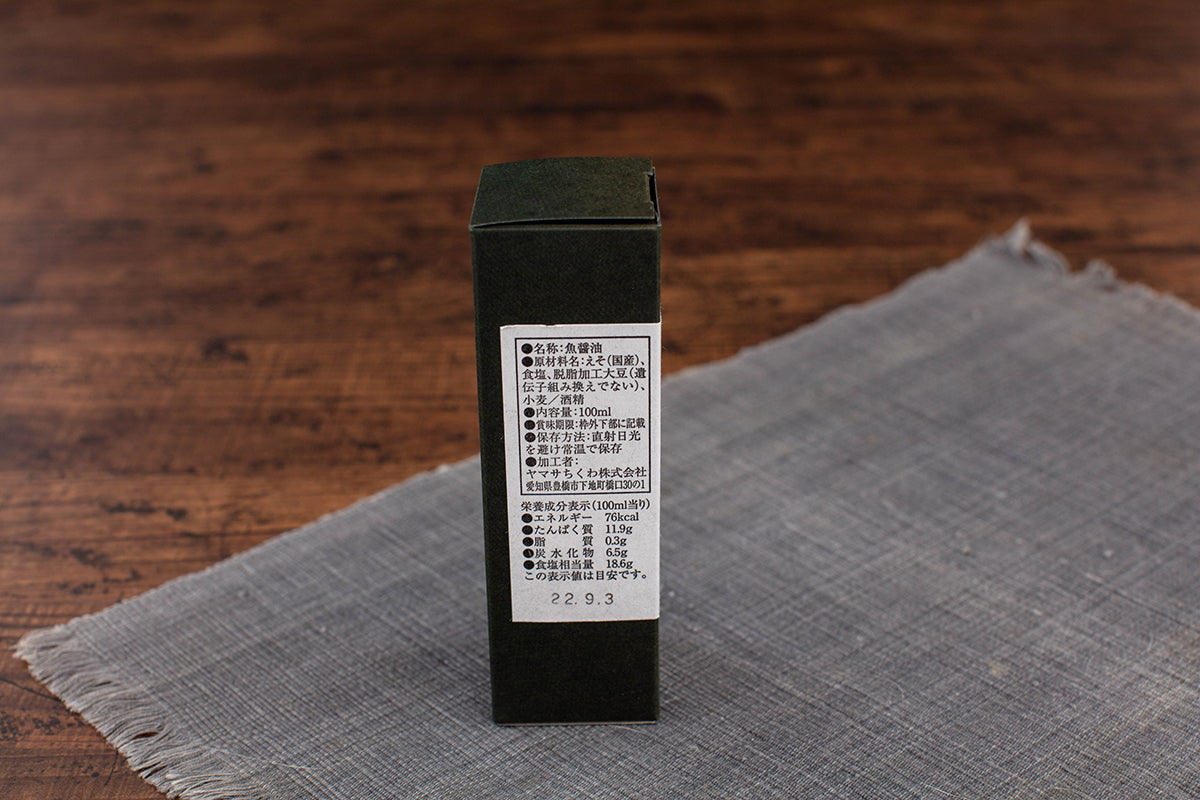 ●名称:魚醤油
●原材料名:えそ(国産)、
食塩、脱脂加工大豆(遺
伝子組み換えでない)、
小麦/酒精
●内容量:100ml
●賞味期限:枠外下部に記載
●保存方法:直射日光
を避け常温で保存
●加工者:
ヤマサちくわ株式会社
愛知県豊橋市下地町橋口30の1
栄養成分表示(100ml当り)
●エネルギー 76kcal
●たんぱく質 11.9g
●脂質 0.3g
●炭水化物 6.5g
●食塩相当量 18.6g
この表示値は目安です。
22.9.3